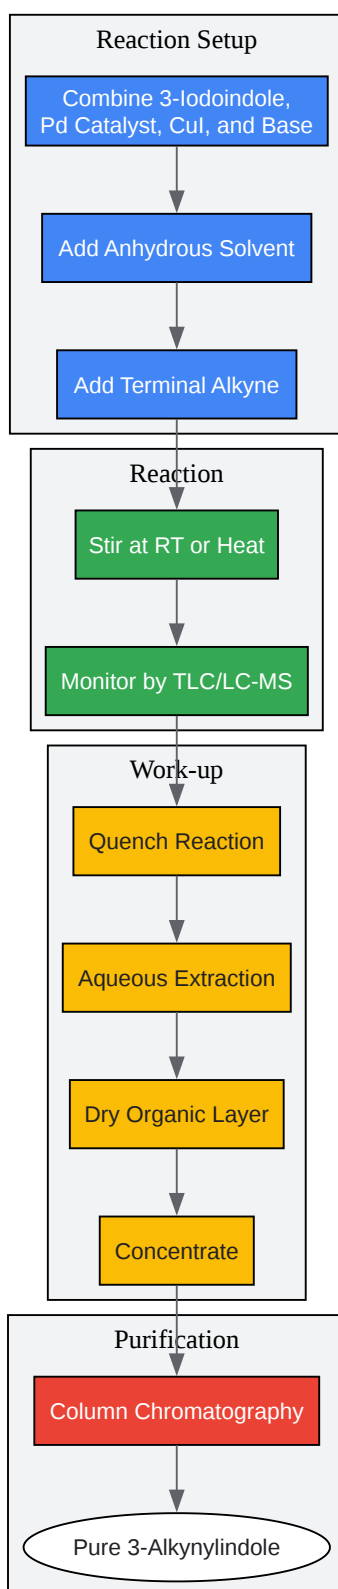 Reaction Setup
Combine 3-Iodoindole,
Pd Catalyst, CuI, and Base
Add Anhydrous Solvent
Add Terminal Alkyne
Reaction
Stir at RT or Heat
Monitor by TLC/LC-MS
Work-up
Quench Reaction
Aqueous Extraction
Dry Organic Layer
Concentrate
Purification
Column Chromatography
Pure 3-Alkynylindole